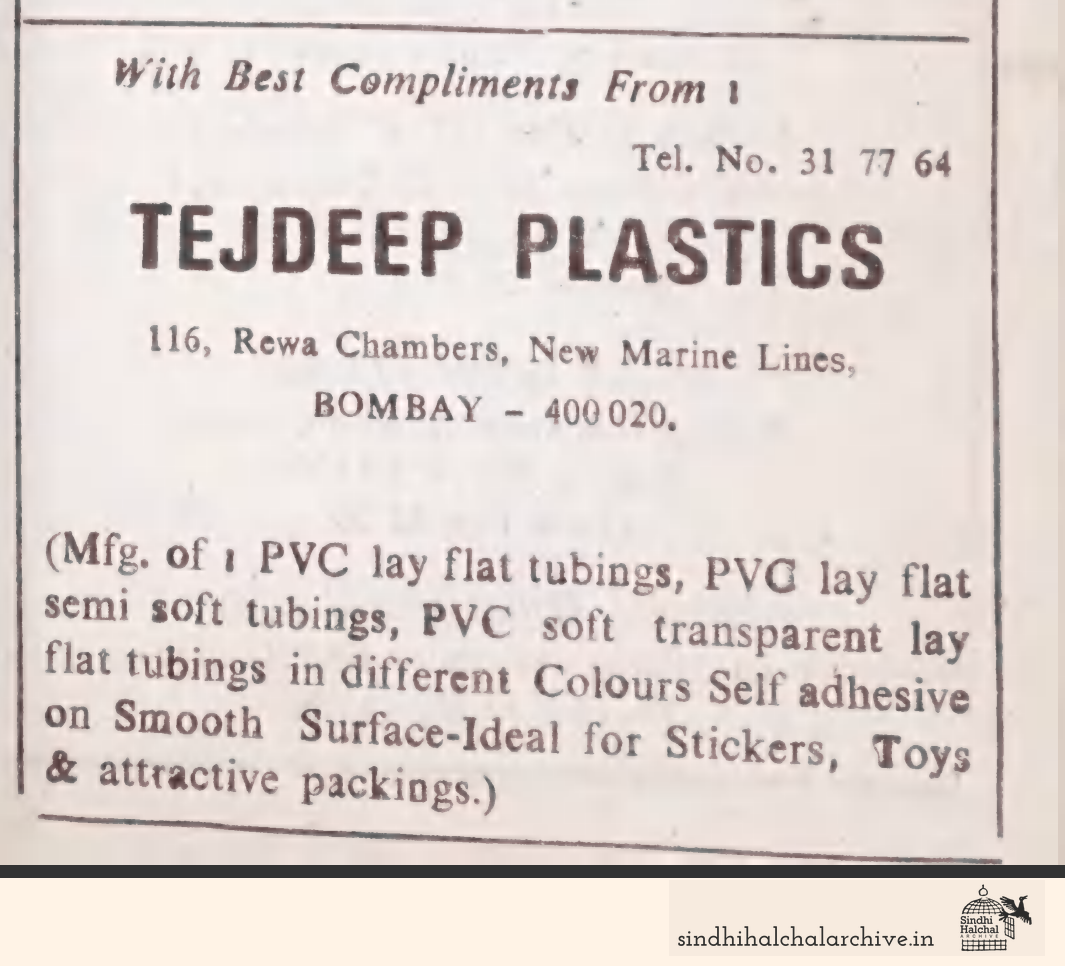 With Best Compliments From :
Tel. No. 31 77 64
TEJDEEP PLASTICS
116, Rewa Chambers, New Marine Lines,
BOMBAY - 400 020.
(Mfg. of : PVC lay flat tubings, PVC lay flat
semi soft tubings, PVC soft transparent lay
flat tubings in different Colours Self adhesive
on Smooth Surface-Ideal for Stickers, Toys
& attractive packings.)
sindhihalchalarchive.in
Sindhi
Halchal
ARCHIVE